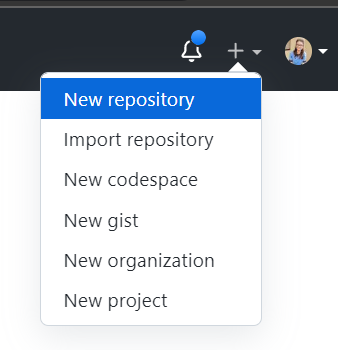 New repository
Import repository
New codespace
New gist
New organization
New project